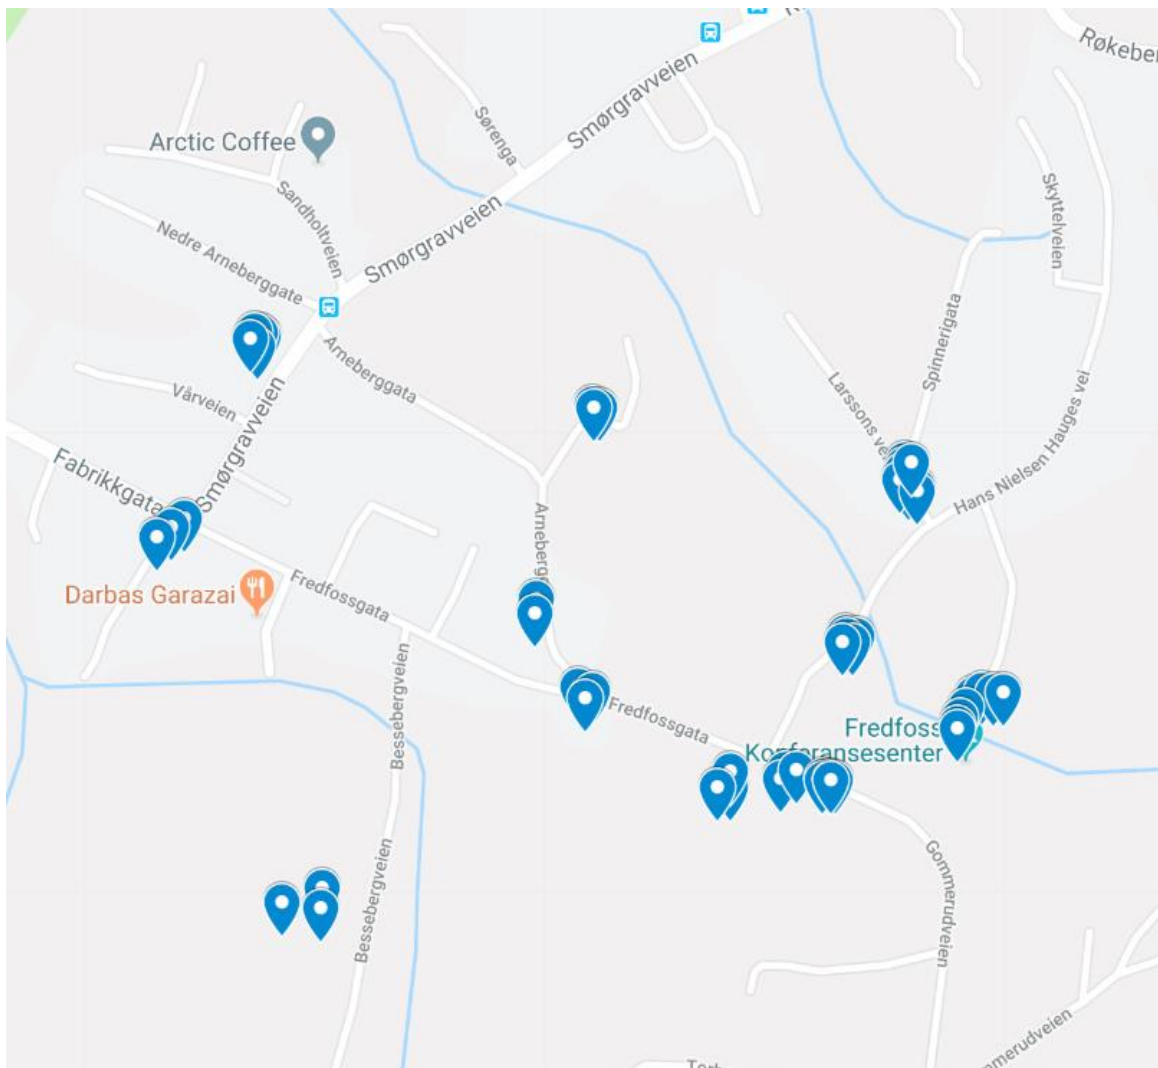 Røkeber
Smørgravveien
Sørenga
Arctic Coffee
Sandholtveien
Skyttelveien
Nedre Arneberggate
Smørgravveien
Arneberggata
Spinnerigata
Vårveien
Larssons ve
Hans Nielsen Hauges vei
Smørgravveien
Fabrikkgata
Arneberg
Darbas Garazai
Fredfossgata
Bessebergveien
Fredfossgata
Fredfoss
Konferansesenter
Gommerudveien
Bessebergveien
mmerudveien